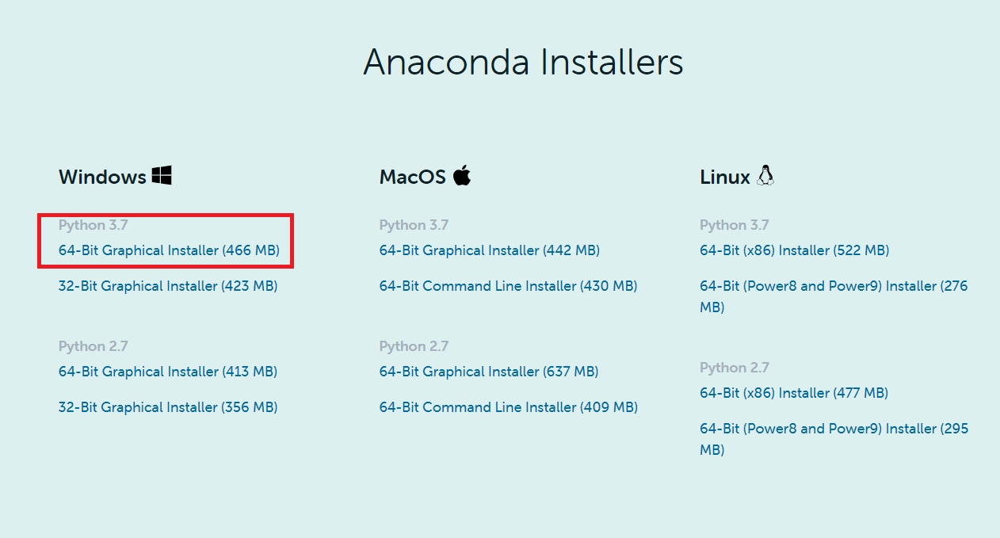 Anaconda Installers
Windows
Python 3.7
64-Bit Graphical Installer (466 MB)
32-Bit Graphical Installer (423 MB)
Python 2.7
64-Bit Graphical Installer (413 MB)
32-Bit Graphical Installer (356 MB)
MacOS
Python 3.7
64-Bit Graphical Installer (442 MB)
64-Bit Command Line Installer (430 MB)
Python 2.7
64-Bit Graphical Installer (637 MB)
64-Bit Command Line Installer (409 MB)
Linux
Python 3.7
64-Bit (x86) Installer (522 MB)
64-Bit (Power8 and Power9) Installer (276
MB)
Python 2.7
64-Bit (x86) Installer (477 MB)
64-Bit (Power8 and Power9) Installer (295
MB)